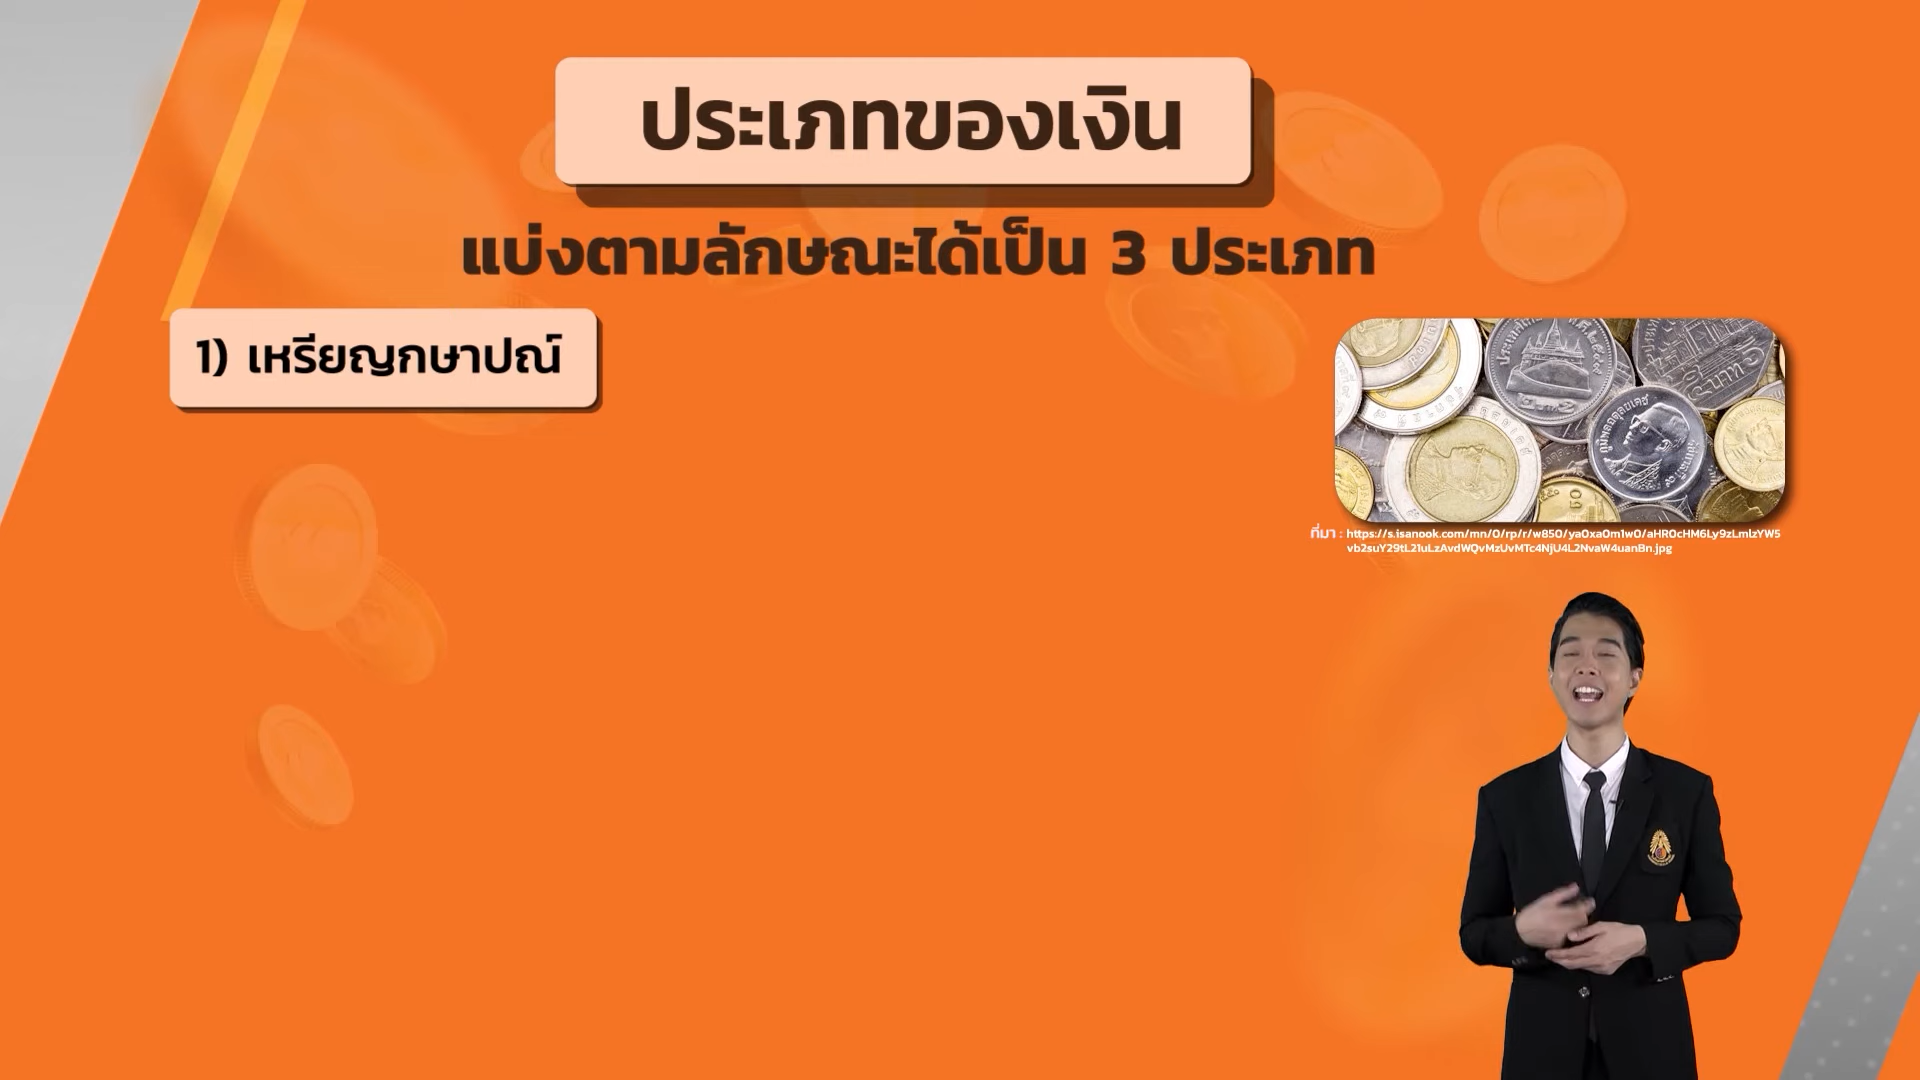 ประเภทของเงิน
แบ่งตามลักษณะได้เป็น 3 ประเภท
1) เหรียญกษาปณ์
ที่มา : https://s.isanook.com/mn/0/rp/r/w850/ya0xa0m1w0/aHR0cHM6Ly9zLmlzYW5
vb2suY29tL21uLzAvdWQvMzUvMTc4NjU4L2NvaW4uanBn.jpg